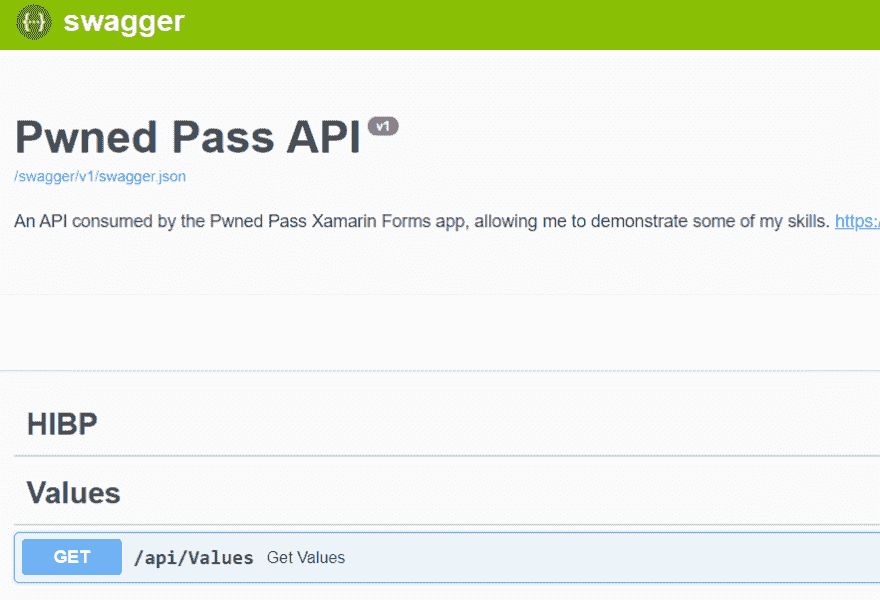 {...} swagger
Pwned Pass API v1
/swagger/v1/swagger.json
An API consumed by the Pwned Pass Xamarin Forms app, allowing me to demonstrate some of my skills. https:/
HIBP
Values
GET /api/Values Get Values